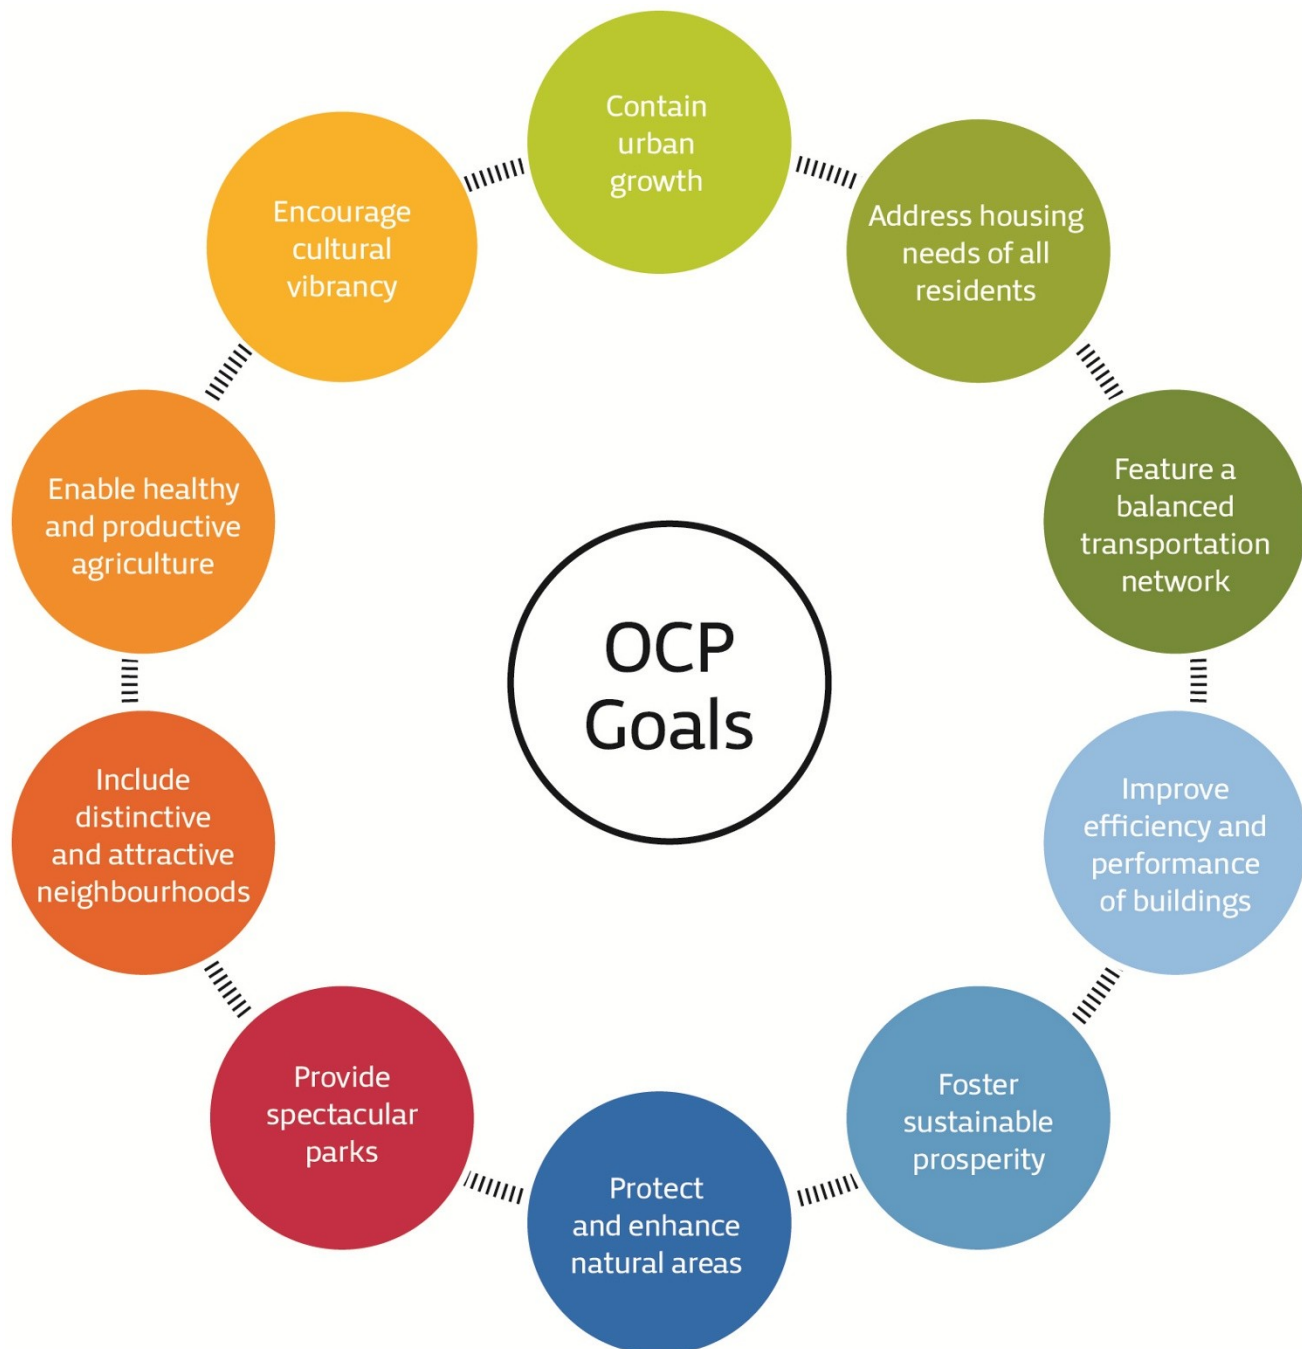 Contain
urban
growth
Address housing
needs of all
residents
Feature a
balanced
transportation
network
Improve
efficiency and
performance
of buildings
Foster
sustainable
prosperity
Protect
and enhance
natural areas
Provide
spectacular
parks
Include
distinctive
and attractive
neighbourhoods
Enable healthy
and productive
agriculture
Encourage
cultural
vibrancy
OCP
Goals